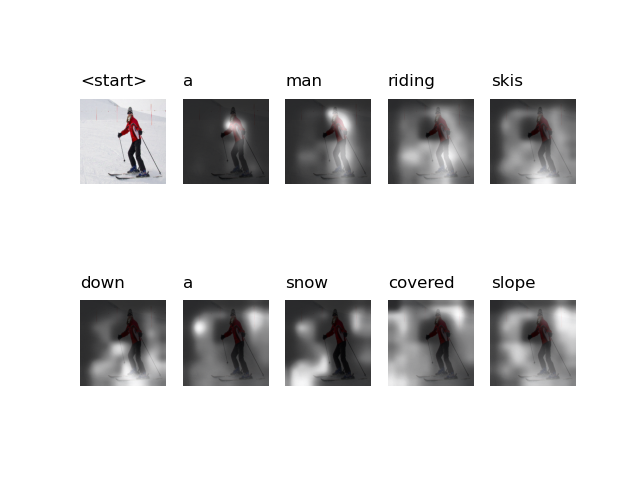 <start> a man riding skis
down a snow covered slope